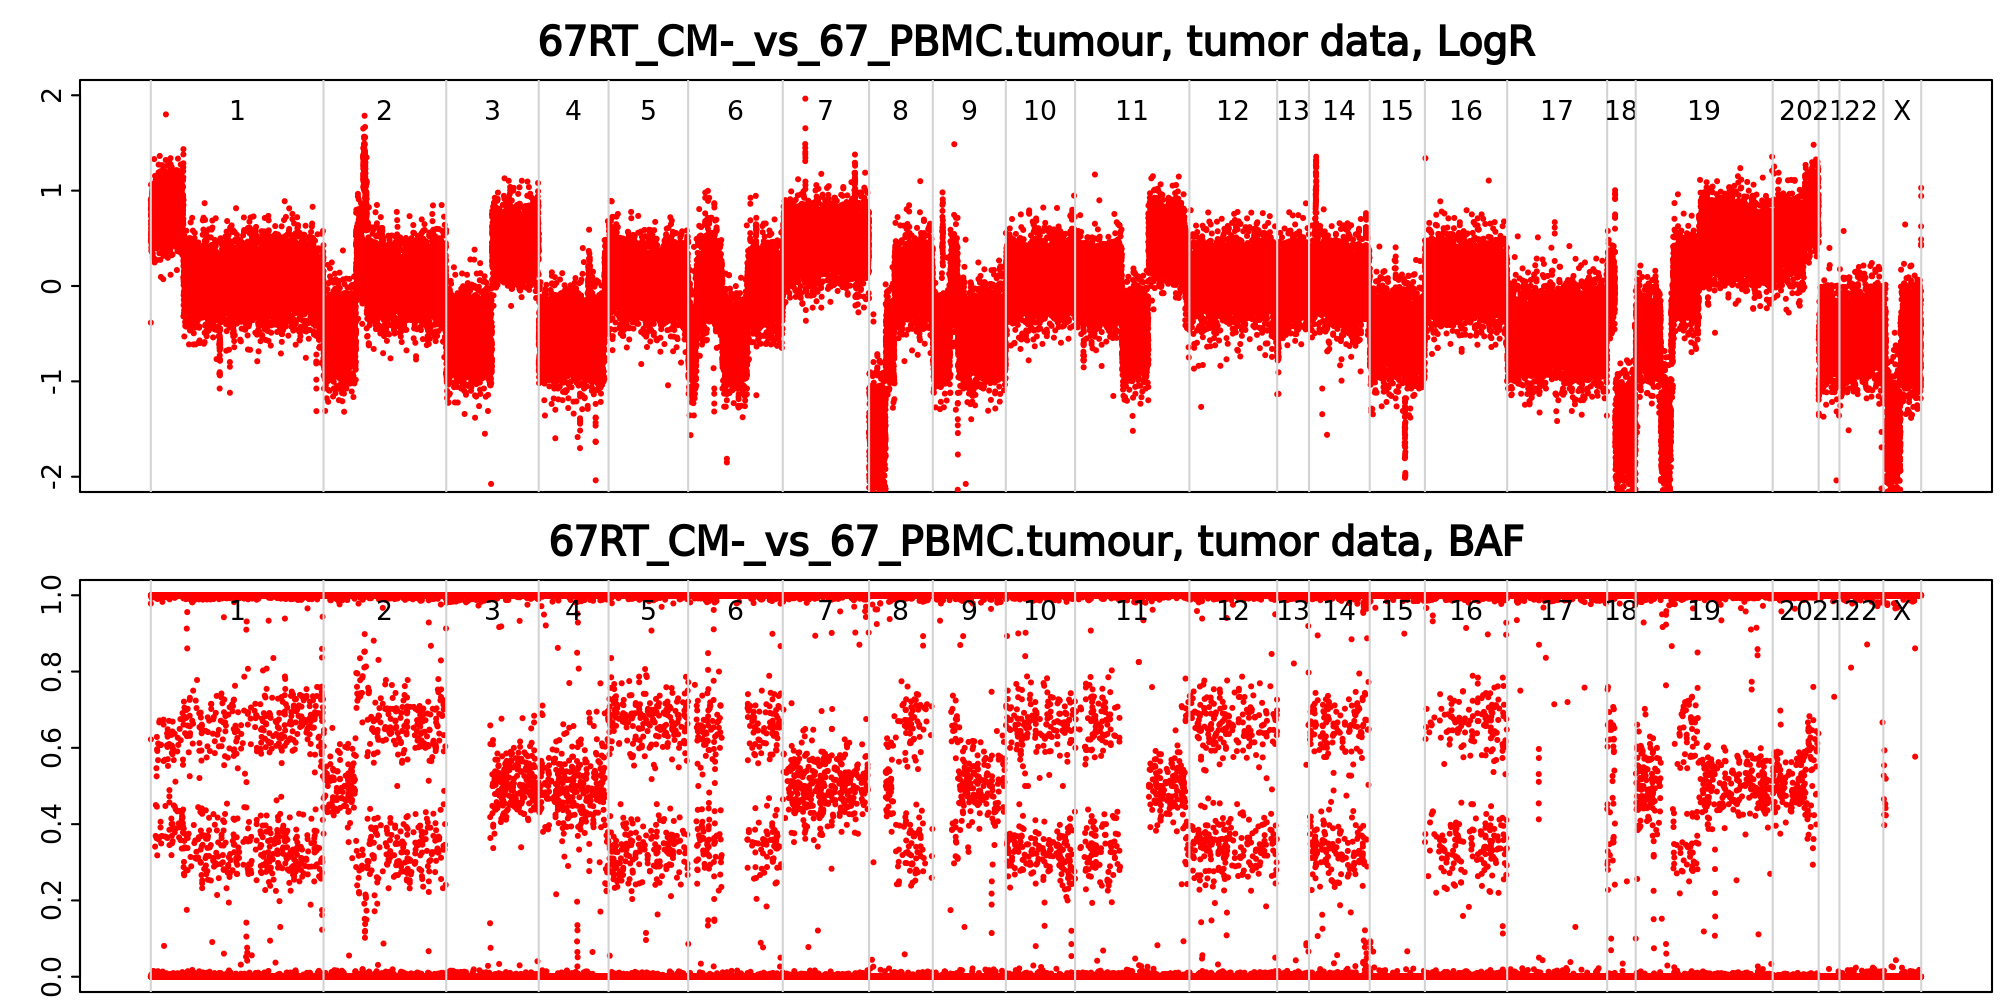 67RT_CM-_vs_67_PBMC.tumour, tumor data, LogR
2
1
0
-1
-2
1 2 3 4 5 6 7 8 9 10 11 12 13 14 15 16 17 18 19 20 21 22 X
67RT_CM-_vs_67_PBMC.tumour, tumor data, BAF
1.0
0.8
0.6
0.4
0.2
0.0
1 2 3 4 5 6 7 8 9 10 11 12 13 14 15 16 17 18 19 20 21 22 X